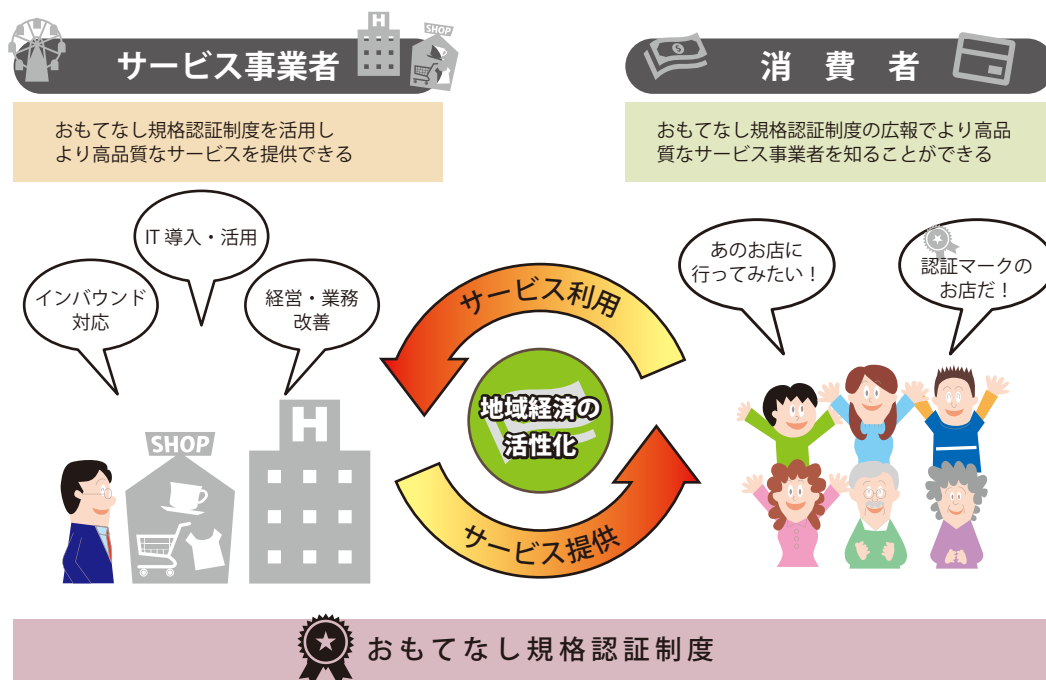 H
SHOP
サービス事業者
消費者
$
おもてなし規格認証制度を活用し
より高品質なサービスを提供できる
おもてなし規格認証制度の広報でより高品
質なサービス事業者を知ることができる
IT 導入・活用
インバウンド
対応
経営・業務
改善
あのお店に
行ってみたい！
認証マークの
お店だ！
サービス利用
地域経済の
活性化
サービス提供
H
SHOP
おもてなし規格認証制度